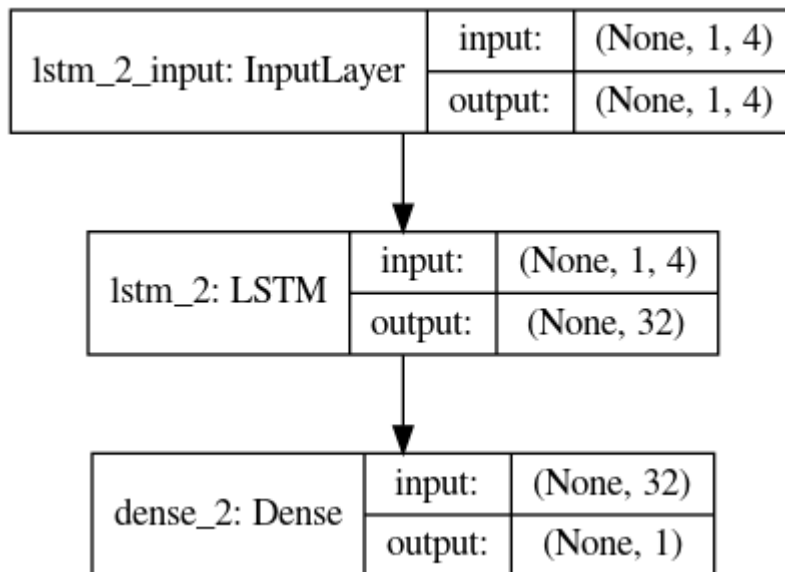 lstm_2_input: InputLayer
input: (None, 1, 4)
output: (None, 1, 4)
lstm_2: LSTM
input: (None, 1, 4)
output: (None, 32)
dense_2: Dense
input: (None, 32)
output: (None, 1)